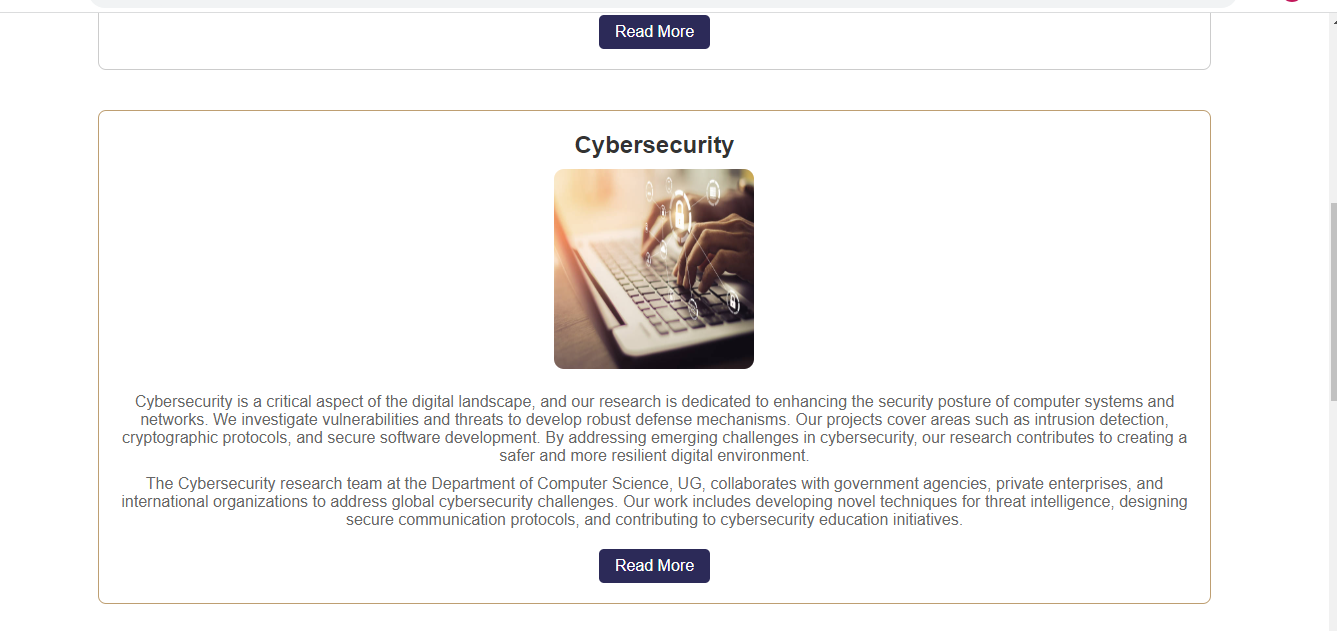 Read More
Cybersecurity
Cybersecurity is a critical aspect of the digital landscape, and our research is dedicated to enhancing the security posture of computer systems and
networks. We investigate vulnerabilities and threats to develop robust defense mechanisms. Our projects cover areas such as intrusion detection,
cryptographic protocols, and secure software development. By addressing emerging challenges in cybersecurity, our research contributes to creating a
safer and more resilient digital environment.
The Cybersecurity research team at the Department of Computer Science, UG, collaborates with government agencies, private enterprises, and
international organizations to address global cybersecurity challenges. Our work includes developing novel techniques for threat intelligence, designing
secure communication protocols, and contributing to cybersecurity education initiatives.
Read More